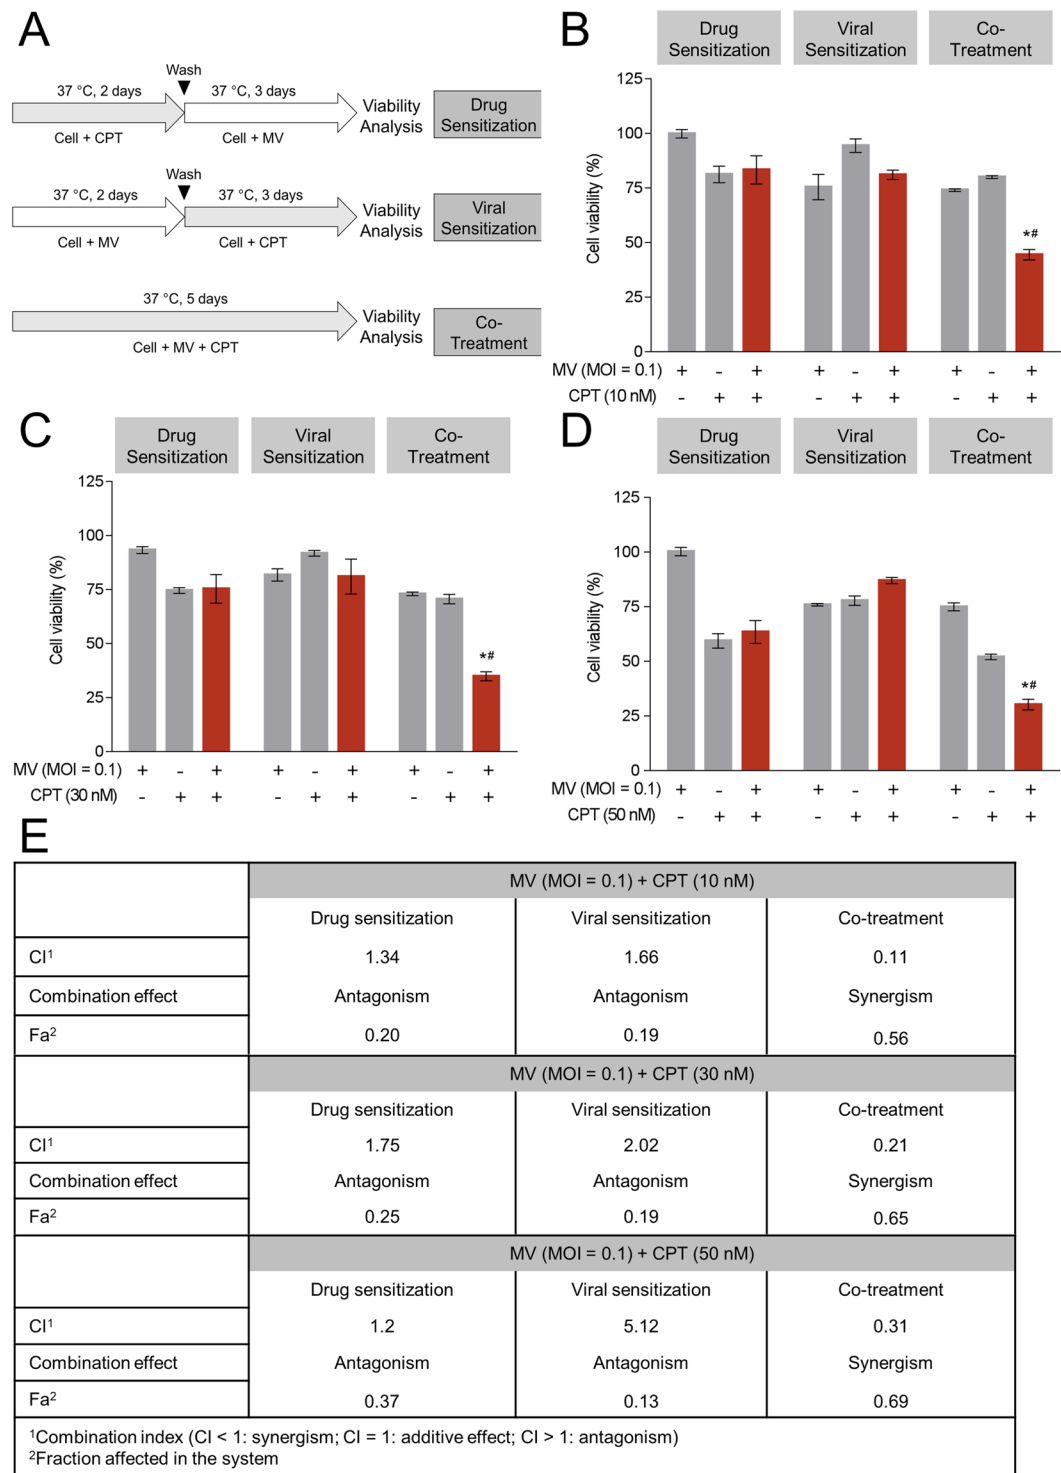 A
Wash
37 °C, 2 days
37 °C, 3 days
Cell + CPT
Cell + MV
Viability
Analysis
Drug
Sensitization
Wash
37 °C, 2 days
37 °C, 3 days
Cell + MV
Cell + CPT
Viability
Analysis
Viral
Sensitization
37 °C, 5 days
Cell + MV + CPT
Viability
Analysis
Co-
Treatment
B
Drug
Sensitization
Viral
Sensitization
Co-
Treatment
Cell viability (%)
125
100
75
50
25
0
*#
MV (MOI = 0.1) + - + + - + + - +
CPT (10 nM) - + + - + + - + +
C
Drug
Sensitization
Viral
Sensitization
Co-
Treatment
Cell viability (%)
125
100
75
50
25
0
*#
MV (MOI = 0.1) + - + + - + + - +
CPT (30 nM) - + + - + + - + +
D
Drug
Sensitization
Viral
Sensitization
Co-
Treatment
Cell viability (%)
125
100
75
50
25
0
*#
MV (MOI = 0.1) + - + + - + + - +
CPT (50 nM) - + + - + + - + +
E
MV (MOI = 0.1) + CPT (10 nM)
Drug sensitization Viral sensitization Co-treatment
CI¹ 1.34 1.66 0.11
Combination effect Antagonism Antagonism Synergism
Fa² 0.20 0.19 0.56
MV (MOI = 0.1) + CPT (30 nM)
Drug sensitization Viral sensitization Co-treatment
CI¹ 1.75 2.02 0.21
Combination effect Antagonism Antagonism Synergism
Fa² 0.25 0.19 0.65
MV (MOI = 0.1) + CPT (50 nM)
Drug sensitization Viral sensitization Co-treatment
CI¹ 1.2 5.12 0.31
Combination effect Antagonism Antagonism Synergism
Fa² 0.37 0.13 0.69
¹Combination index (CI < 1: synergism; CI = 1: additive effect; CI > 1: antagonism)
²Fraction affected in the system